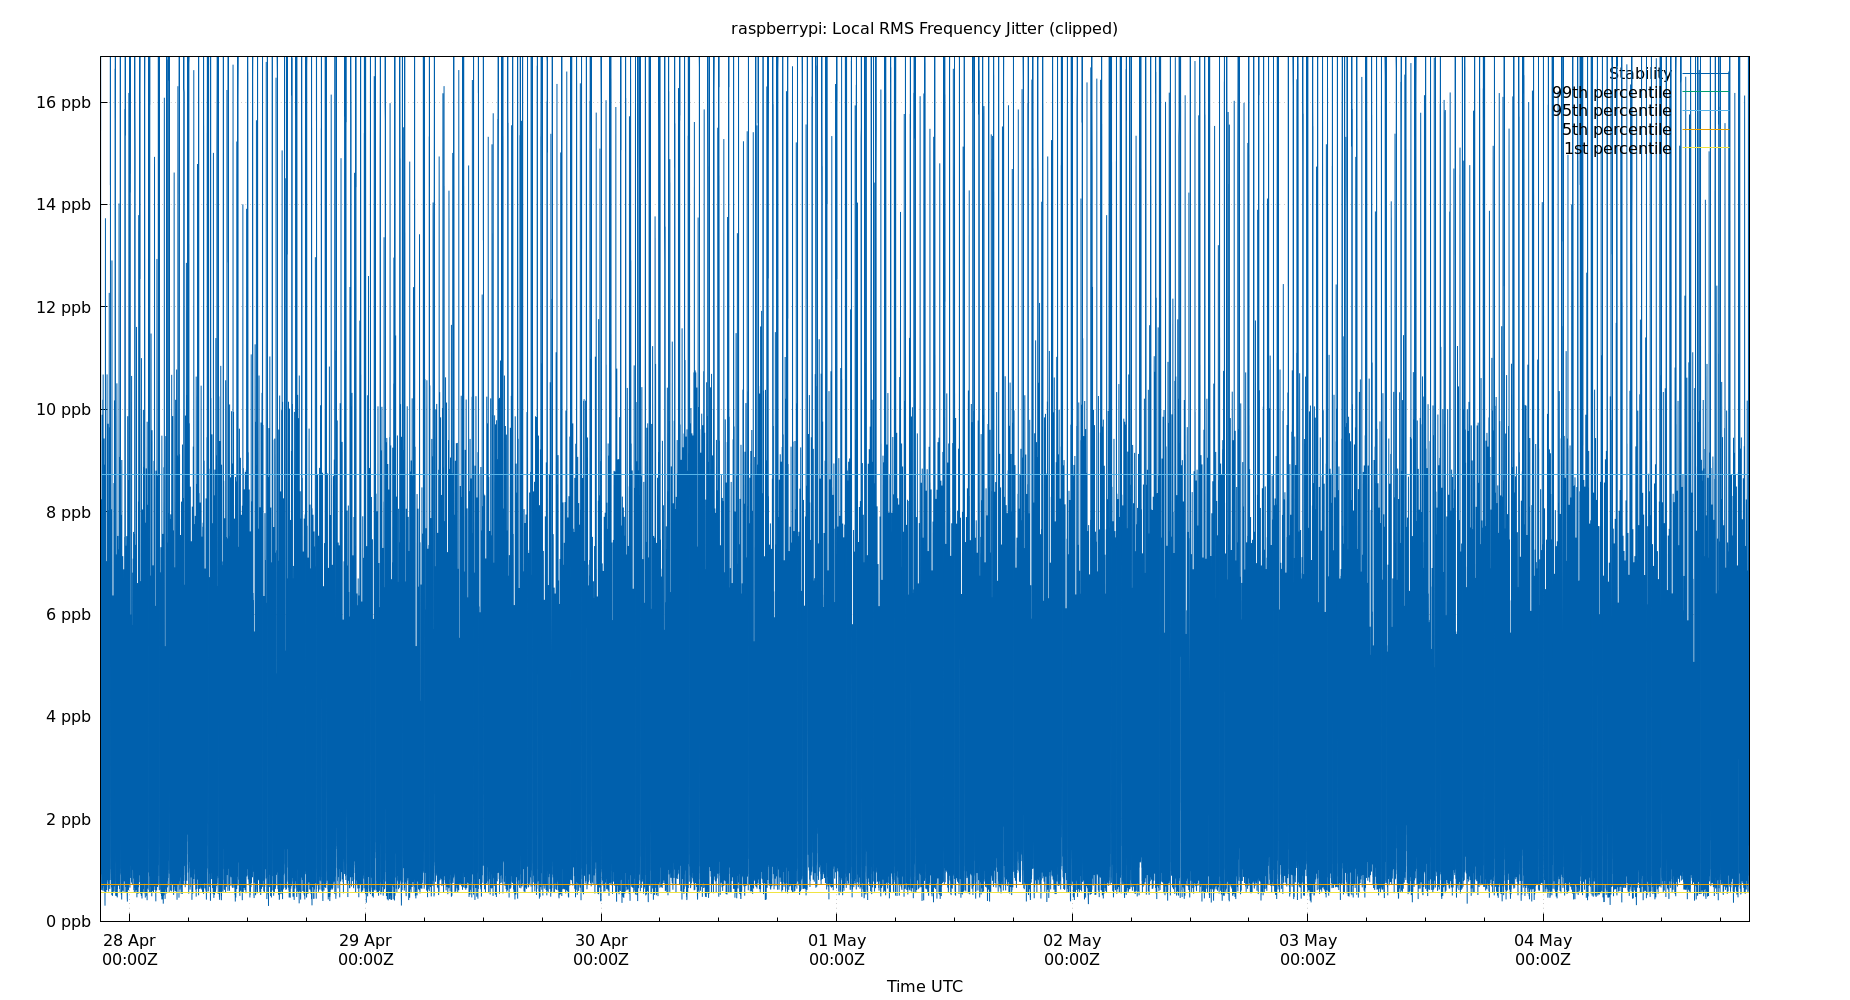 raspberrypi: Local RMS Frequency Jitter (clipped)
16 ppb
14 ppb
12 ppb
10 ppb
8 ppb
6 ppb
4 ppb
2 ppb
0 ppb
Stability
99th percentile
95th percentile
5th percentile
1st percentile
28 Apr 29 Apr 30 Apr 01 May 02 May 03 May 04 May
00:00Z 00:00Z 00:00Z 00:00Z 00:00Z 00:00Z 00:00Z
Time UTC